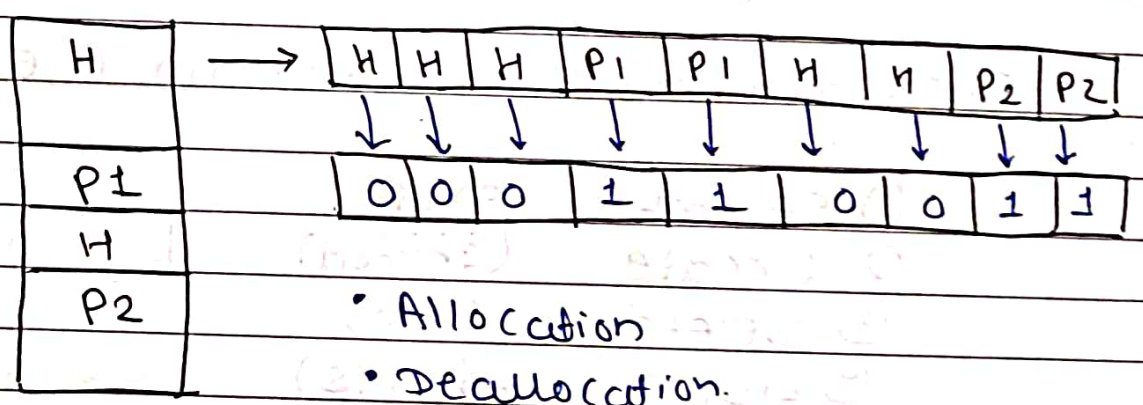 H → H H H P1 P1 H H P2 P2
P1 0 0 0 1 1 0 0 1 1
H
P2 • Allocation
• Deallocation.